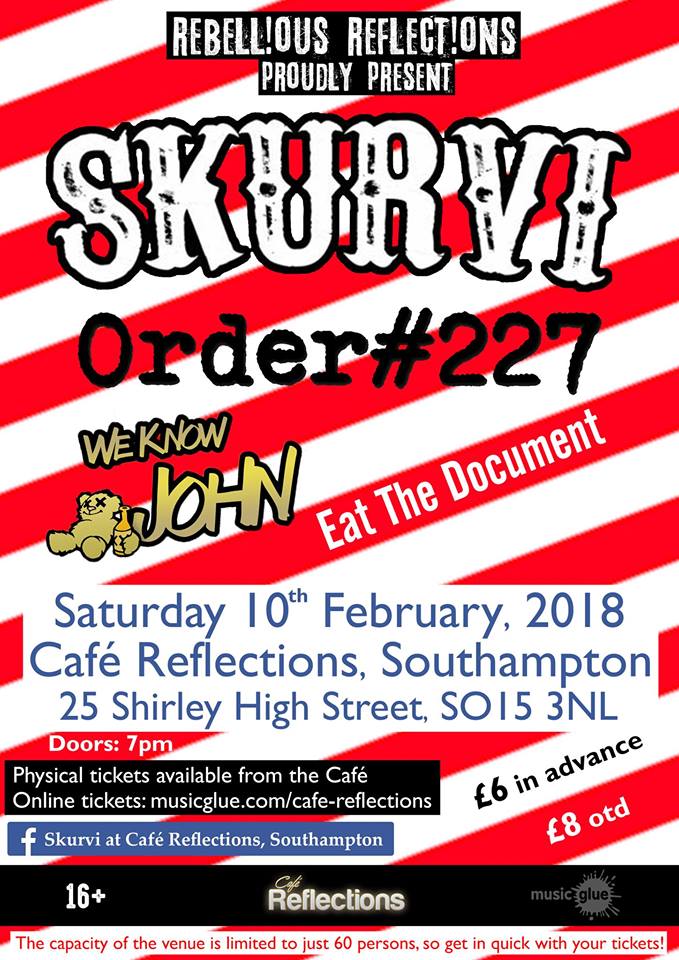 REBELL!OUS REFLECT!ONS
PROUDLY PRESENT
SKURVI
Order#227
WE KNOW
JOHN
Eat The Document
Saturday 10th February, 2018
Café Reflections, Southampton
25 Shirley High Street, SO15 3NL
Doors: 7pm
Physical tickets available from the Café
Online tickets: musicglue.com/cafe-reflections
£6 in advance
£8 otd
f Skurvi at Café Reflections, Southampton
16+
Café
Reflections
music glue
The capacity of the venue is limited to just 60 persons, so get in quick with your tickets!